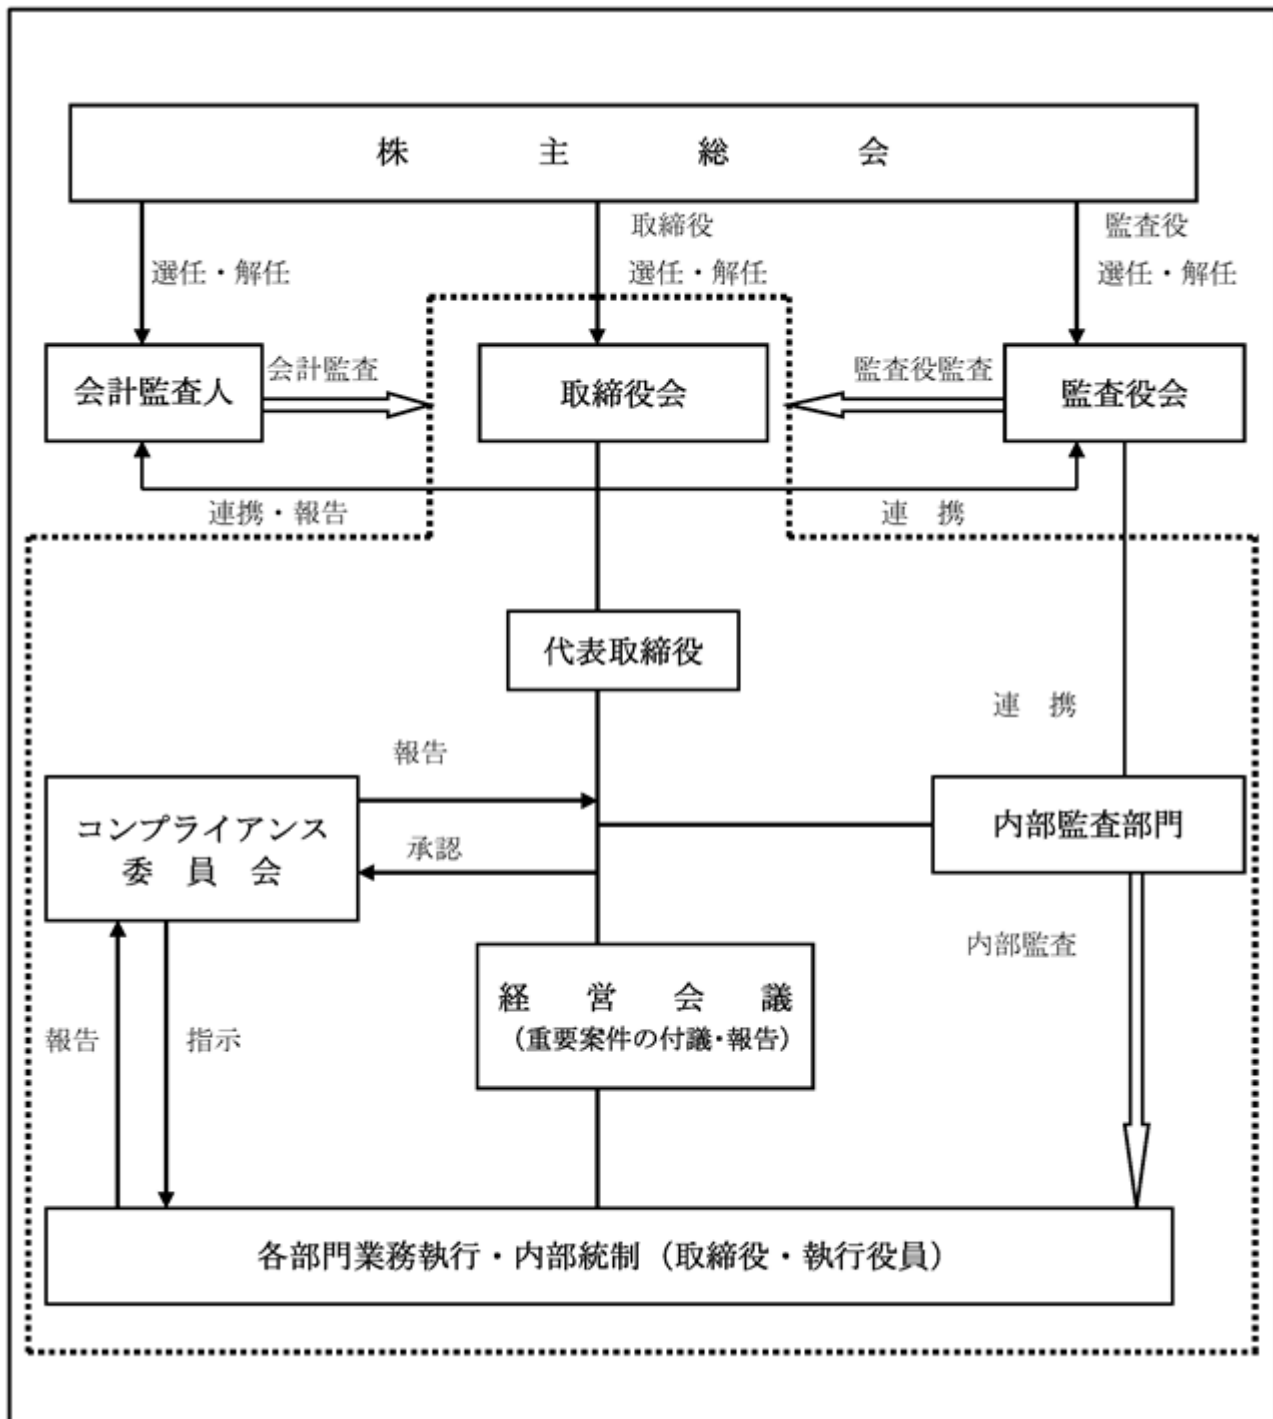 株主総会
取締役
監査役
選任・解任
選任・解任
選任・解任
会計監査人
会計監査
取締役会
監査役監査
監査役会
連携・報告
連　携
代表取締役
連　携
報告
コンプライアンス
委　員　会
承認
内部監査部門
内部監査
経　営　会　議
（重要案件の付議・報告）
報告
指示
各部門業務執行・内部統制（取締役・執行役員）